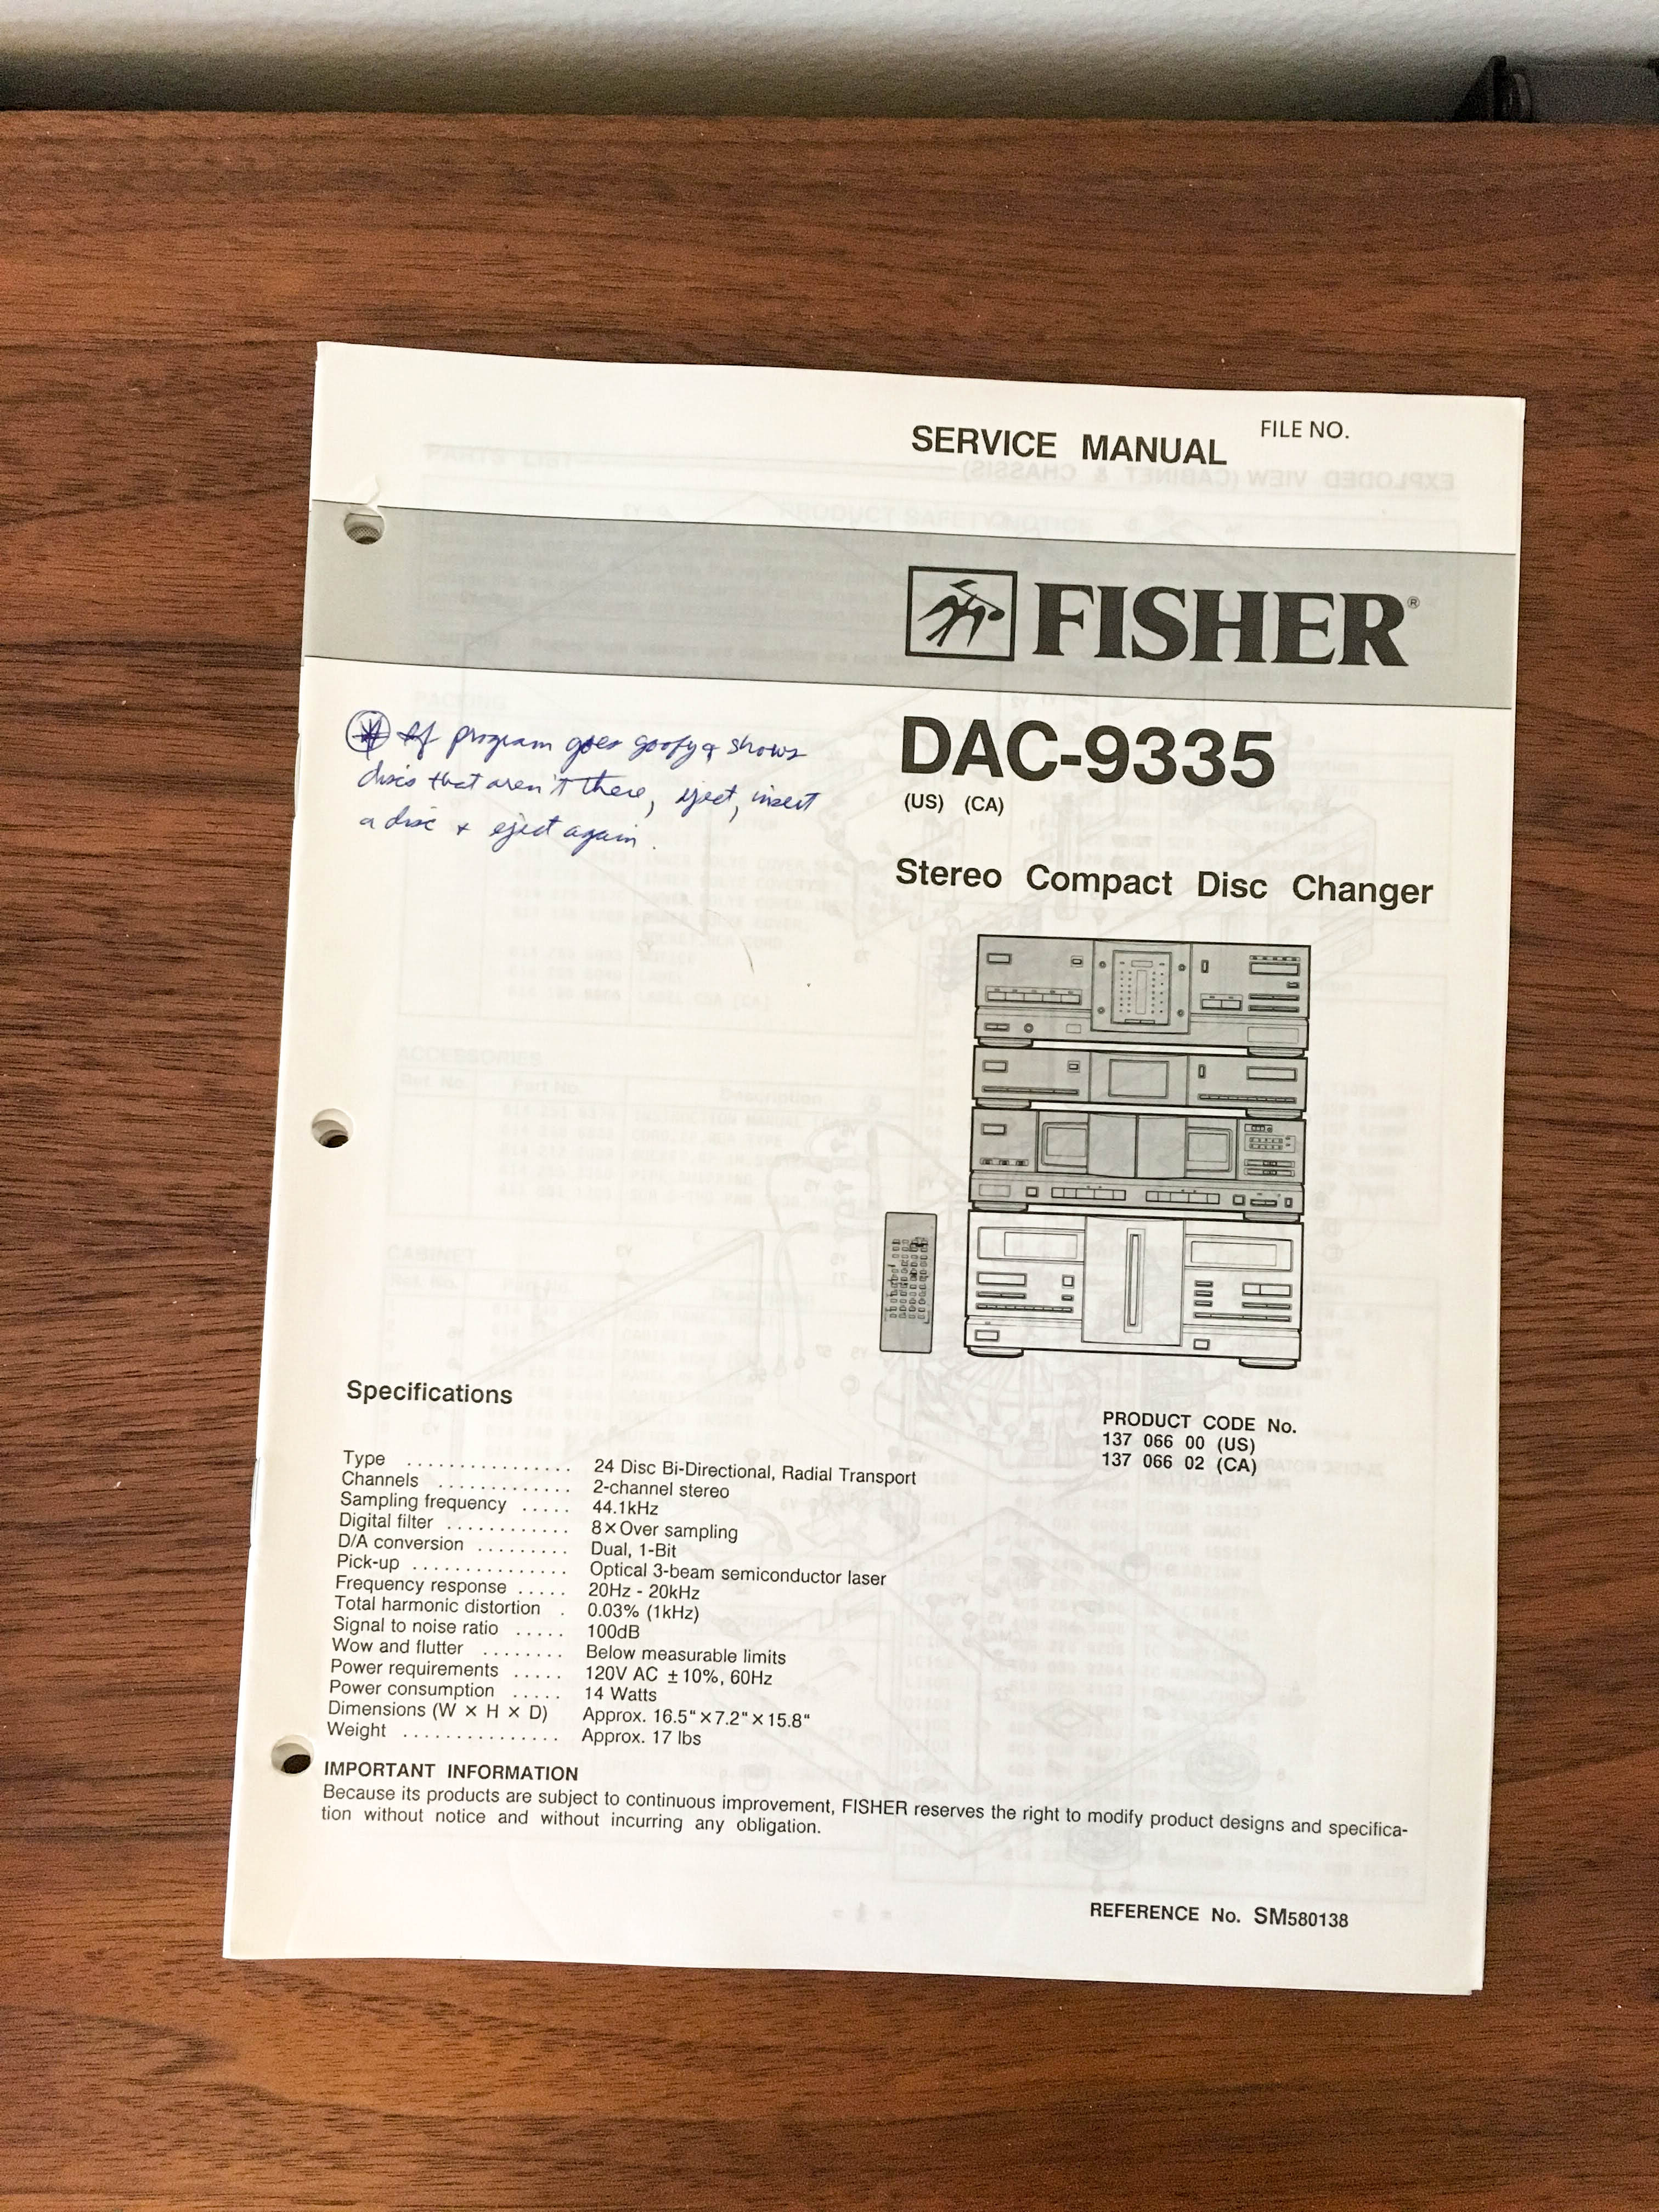 SERVICE MANUAL
FILE NO.
FISHER®
If program goes goofy & shows
discs that aren't there, eject, insert
a disc & eject again.
DAC-9335
(US) (CA)
Stereo Compact Disc Changer
Specifications
PRODUCT CODE No.
137 066 00 (US)
137 066 02 (CA)
Type ................ 24 Disc Bi-Directional, Radial Transport
Channels ............. 2-channel stereo
Sampling frequency ..... 44.1kHz
Digital filter ............ 8×Over sampling
D/A conversion ......... Dual, 1-Bit
Pick-up ............... Optical 3-beam semiconductor laser
Frequency response ..... 20Hz - 20kHz
Total harmonic distortion . 0.03% (1kHz)
Signal to noise ratio ..... 100dB
Wow and flutter ........ Below measurable limits
Power requirements ..... 120V AC ±10%, 60Hz
Power consumption ..... 14 Watts
Dimensions (W × H × D) Approx. 16.5"×7.2"×15.8"
Weight ............... Approx. 17 lbs
IMPORTANT INFORMATION
Because its products are subject to continuous improvement, FISHER reserves the right to modify product designs and specifica-
tion without notice and without incurring any obligation.
REFERENCE No. SM580138